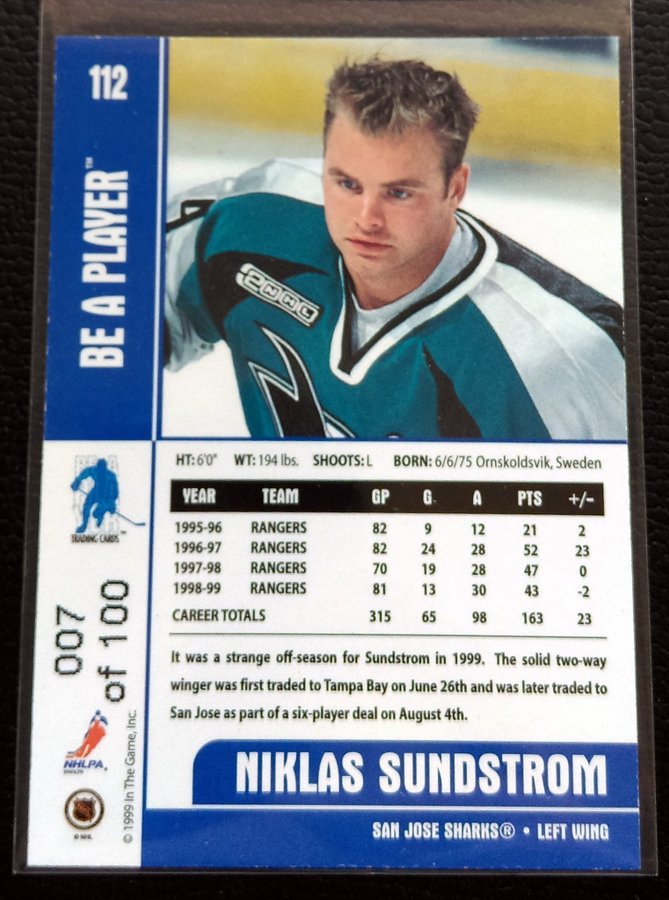 112
BE A PLAYER™
2000
NHL
TRADING CARDS™
007
of 100
NHLPA®
© NHL
© 1999 In The Game, Inc.
HT: 6'0" WT: 194 lbs. SHOOTS: L BORN: 6/6/75 Ornskoldsvik, Sweden
YEAR TEAM GP G A PTS +/-
1995-96 RANGERS 82 9 12 21 2
1996-97 RANGERS 82 24 28 52 23
1997-98 RANGERS 70 19 28 47 0
1998-99 RANGERS 81 13 30 43 -2
CAREER TOTALS 315 65 98 163 23
It was a strange off-season for Sundstrom in 1999. The solid two-way
winger was first traded to Tampa Bay on June 26th and was later traded to
San Jose as part of a six-player deal on August 4th.
NIKLAS SUNDSTROM
SAN JOSE SHARKS® • LEFT WING